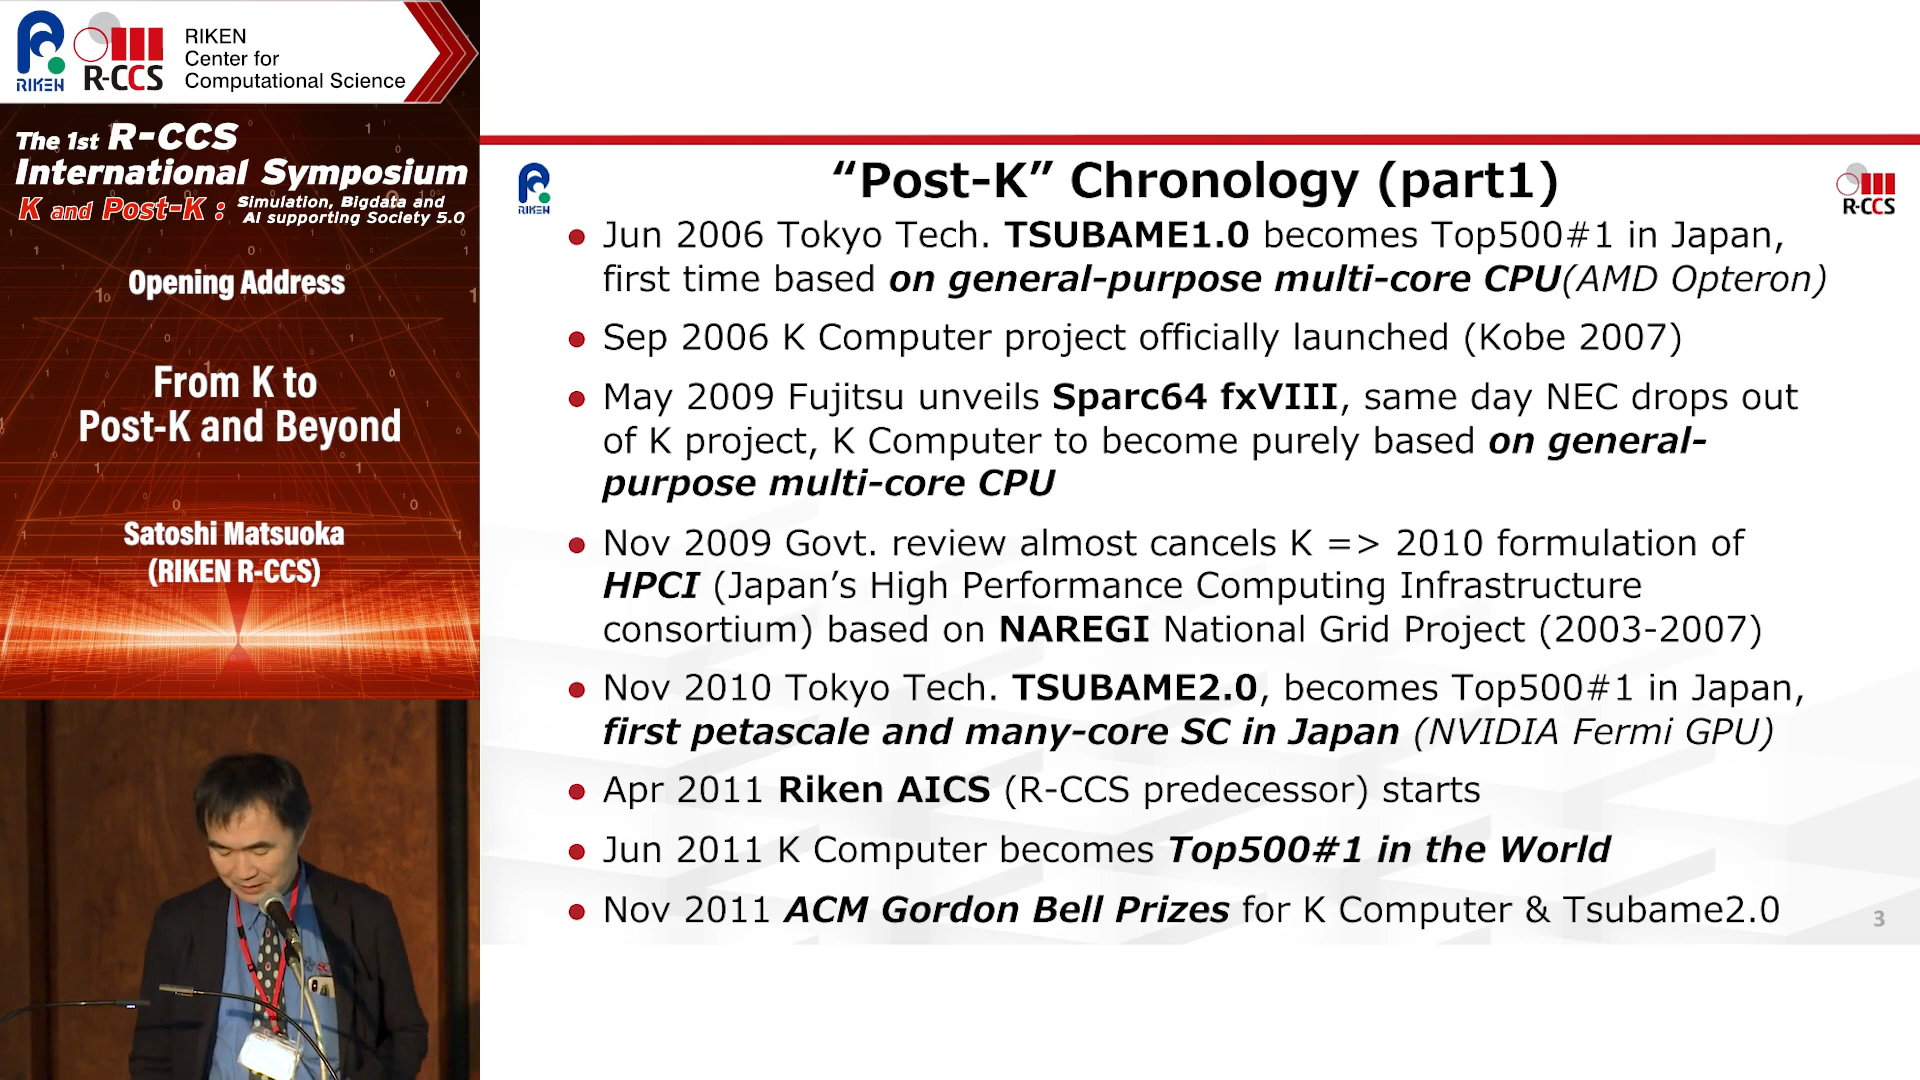 RIKEN
R-CCS
RIKEN
Center for
Computational Science
The 1st R-CCS
International Symposium
K and Post-K : Simulation, Bigdata and
AI supporting Society 5.0
Opening Address
From K to
Post-K and Beyond
Satoshi Matsuoka
(RIKEN R-CCS)
RIKEN
“Post-K” Chronology (part1)
R-CCS
● Jun 2006 Tokyo Tech. TSUBAME1.0 becomes Top500#1 in Japan,
first time based on general-purpose multi-core CPU(AMD Opteron)
● Sep 2006 K Computer project officially launched (Kobe 2007)
● May 2009 Fujitsu unveils Sparc64 fxVIII, same day NEC drops out
of K project, K Computer to become purely based on general-
purpose multi-core CPU
● Nov 2009 Govt. review almost cancels K => 2010 formulation of
HPCI (Japan’s High Performance Computing Infrastructure
consortium) based on NAREGI National Grid Project (2003-2007)
● Nov 2010 Tokyo Tech. TSUBAME2.0, becomes Top500#1 in Japan,
first petascale and many-core SC in Japan (NVIDIA Fermi GPU)
● Apr 2011 Riken AICS (R-CCS predecessor) starts
● Jun 2011 K Computer becomes Top500#1 in the World
● Nov 2011 ACM Gordon Bell Prizes for K Computer & Tsubame2.0
3